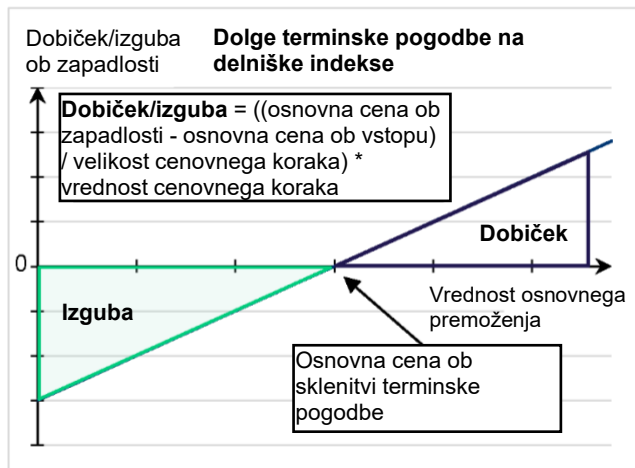 Dobiček/izguba
ob zapadlosti
Dolge terminske pogodbe na
delniške indekse
Dobiček/izguba = ((osnovna cena ob
zapadlosti - osnovna cena ob vstopu)
/ velikost cenovnega koraka) *
vrednost cenovnega koraka
0
Dobiček
Izguba
Vrednost osnovnega
premoženja
Osnovna cena ob
sklenitvi terminske
pogodbe